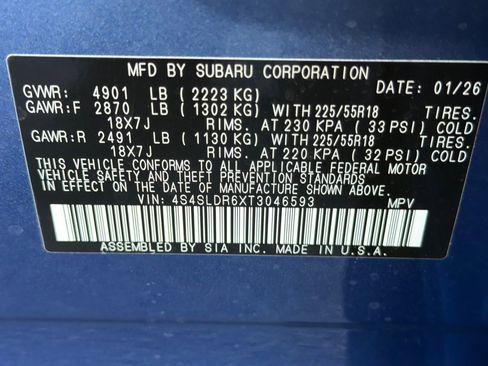 MFD BY SUBARU CORPORATION
GVWR: 4901 LB (2223 KG) DATE: 01/26
GAWR:F 2870 LB (1302 KG) WITH 225/55R18 TIRES.
18X7J RIMS. AT 230 KPA (33 PSI) COLD
GAWR:R 2491 LB (1130 KG) WITH 225/55R18 TIRES.
18X7J RIMS. AT 220 KPA (32 PSI) COLD
THIS VEHICLE CONFORMS TO ALL APPLICABLE FEDERAL MOTOR
VEHICLE SAFETY AND THEFT PREVENTION STANDARDS IN
EFFECT ON THE DATE OF MANUFACTURE SHOWN ABOVE.
VIN: 4S4SLDR6XT3046593 MPV
ASSEMBLED BY SIA INC. MADE IN U.S.A.